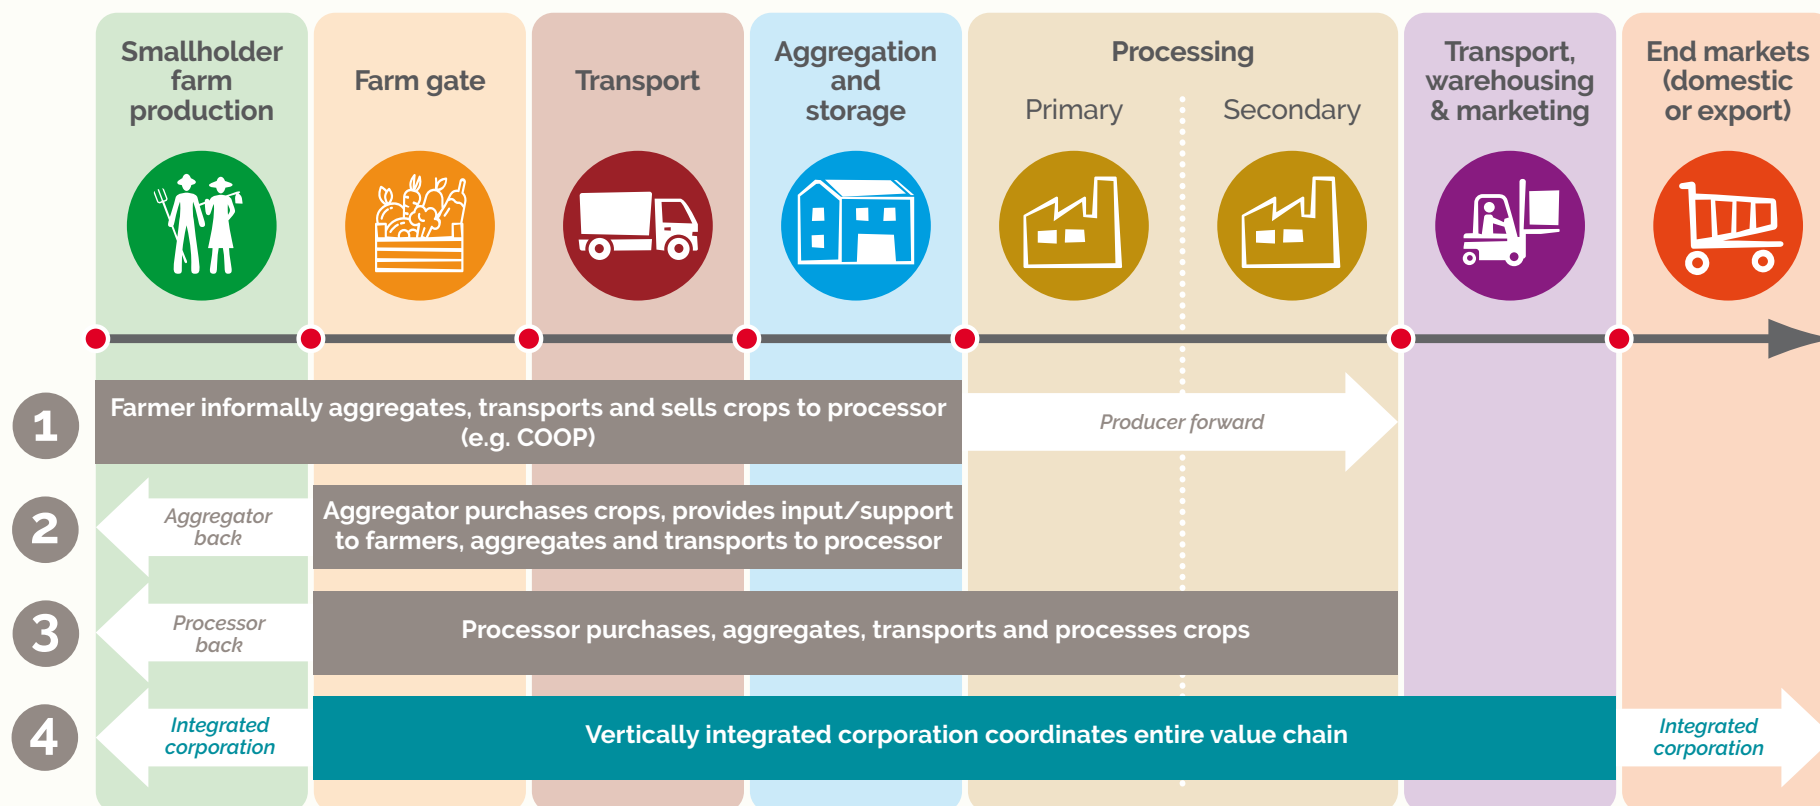 Smallholder
farm
production
Farm gate
Transport
Aggregation
and
storage
Processing
Primary
Secondary
Transport,
warehousing
& marketing
End markets
(domestic
or export)
1
Farmer informally aggregates, transports and sells crops to processor
(e.g. COOP)
Producer forward
2
Aggregator
back
Aggregator purchases crops, provides input/support
to farmers, aggregates and transports to processor
3
Processor
back
Processor purchases, aggregates, transports and processes crops
4
Integrated
corporation
Vertically integrated corporation coordinates entire value chain
Integrated
corporation